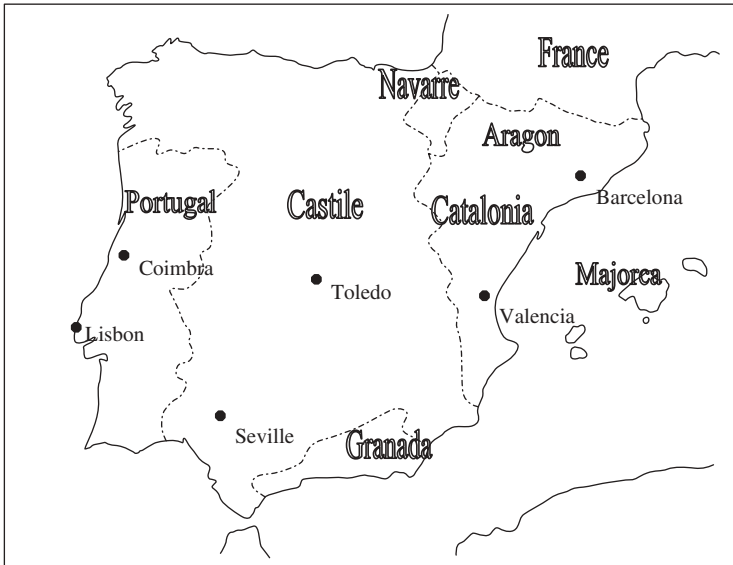 France
Navarre
Aragon
Barcelona
Portugal
Castile
Catalonia
Coimbra
Toledo
Majorca
Valencia
Lisbon
Seville
Granada